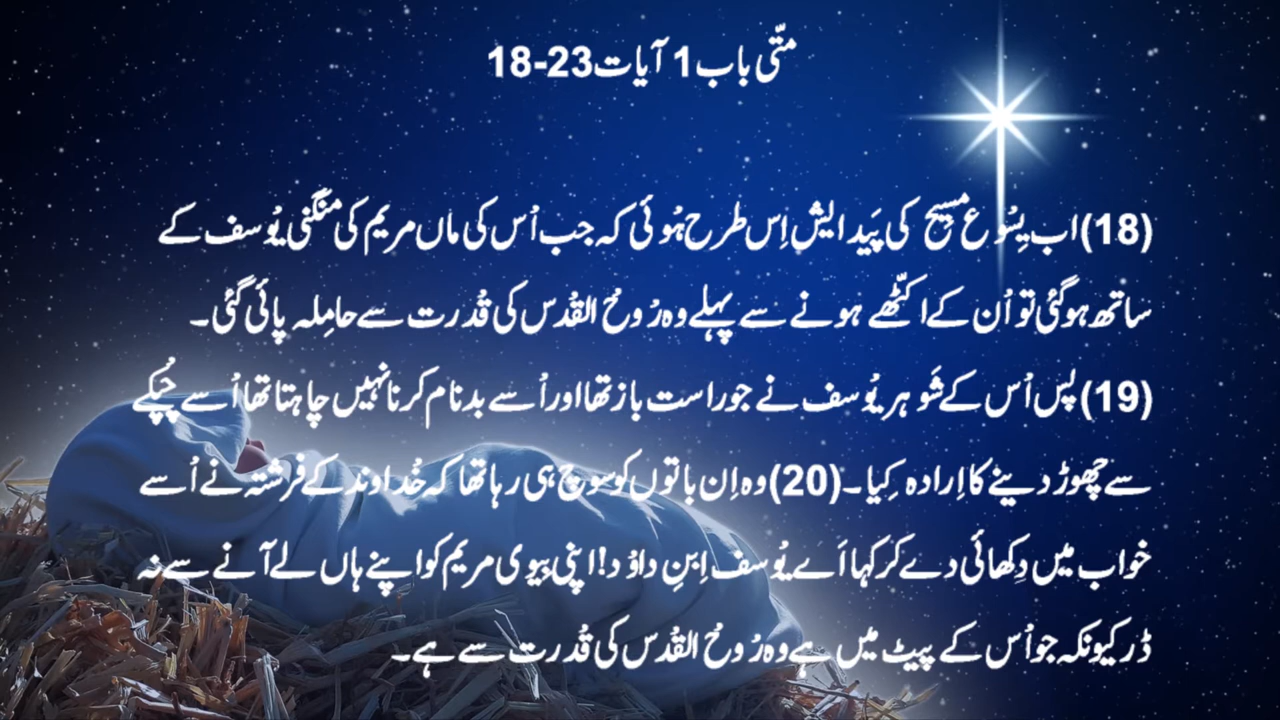 متّی باب 1 آیات 23-18
(18) اب یِسُوع مسیح کی پَیدایش اِس طرح ہُوئی کہ جب اُس کی ماں مریم کی منگنی یُوسف کے
ساتھ ہو گئی تو اُن کے اکٹّھے ہونے سے پہلے وہ رُوحُ القُدس کی قُدرت سے حامِلہ پائی گئی۔
(19) پس اُس کے شَوہر یُوسف نے جو راست باز تھا اور اُسے بدنام کرنا نہیں چاہتا تھا اُسے چُپکے
سے چھوڑ دینے کا اِرادہ کِیا۔ (20) وہ اِن باتوں کو سوچ ہی رہا تھا کہ خُداوند کے فرشتہ نے اُسے
خواب میں دِکھائی دے کر کہا اَے یُوسف اِبنِ داؤد! اپنی بِیوی مریم کو اپنے ہاں لے آنے سے نہ
ڈر کیونکہ جو اُس کے پیٹ میں ہے وہ رُوحُ القُدس کی قُدرت سے ہے۔